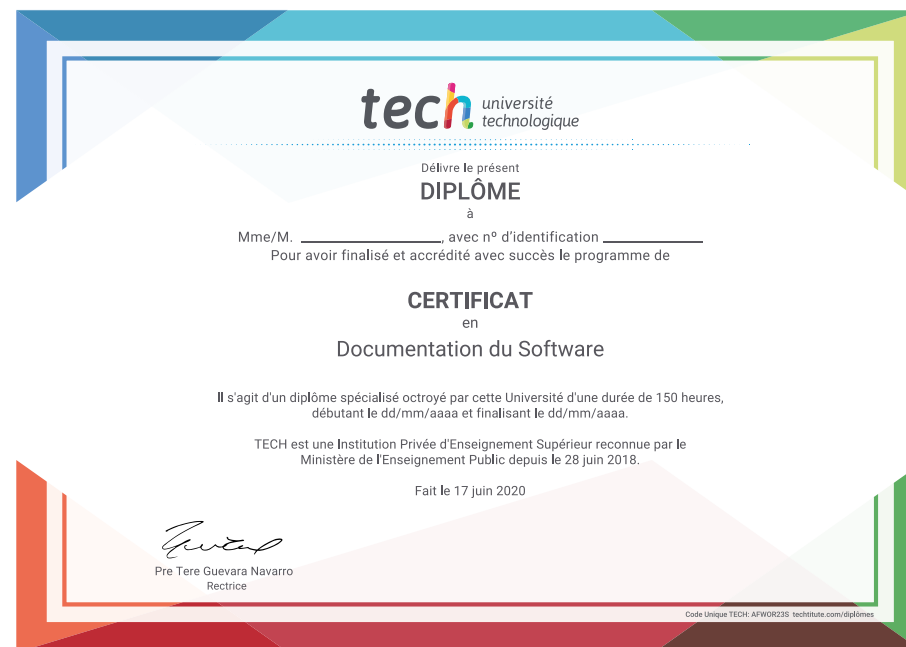 tech université
technologique
Délivre le présent
DIPLÔME
à
Mme/M. ____________________, avec nº d'identification ______________
Pour avoir finalisé et accrédité avec succès le programme de
CERTIFICAT
en
Documentation du Software
Il s'agit d'un diplôme spécialisé octroyé par cette Université d'une durée de 150 heures,
débutant le dd/mm/aaaa et finalisant le dd/mm/aaaa.
TECH est une Institution Privée d'Enseignement Supérieur reconnue par le
Ministère de l'Enseignement Public depuis le 28 juin 2018.
Fait le 17 juin 2020
Pre Tere Guevara Navarro
Rectrice
Code Unique TECH: AFWOR23S techtitute.com/diplômes